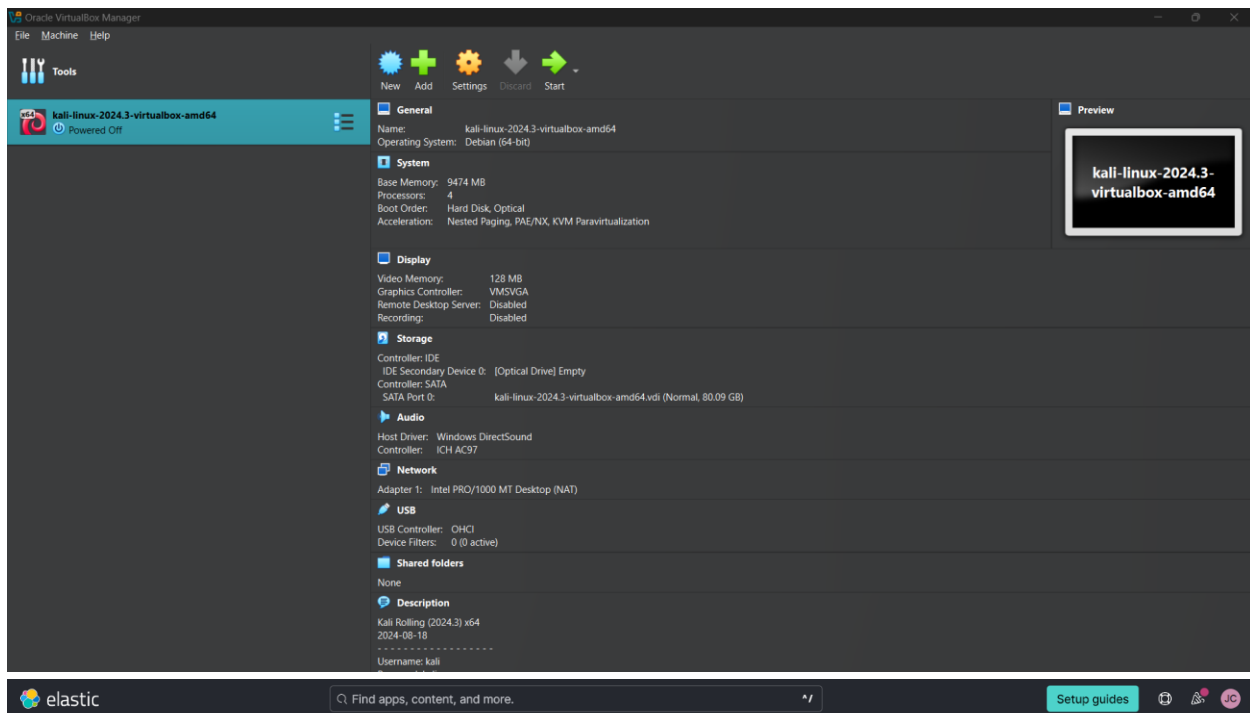 Oracle VirtualBox Manager
File Machine Help
Tools
New Add Settings Discard Start
x64
kali-linux-2024.3-virtualbox-amd64
Powered Off
General
Name: kali-linux-2024.3-virtualbox-amd64
Operating System: Debian (64-bit)
System
Base Memory: 9474 MB
Processors: 4
Boot Order: Hard Disk, Optical
Acceleration: Nested Paging, PAE/NX, KVM Paravirtualization
Display
Video Memory: 128 MB
Graphics Controller: VMSVGA
Remote Desktop Server: Disabled
Recording: Disabled
Storage
Controller: IDE
IDE Secondary Device 0: [Optical Drive] Empty
Controller: SATA
SATA Port 0: kali-linux-2024.3-virtualbox-amd64.vdi (Normal, 80.09 GB)
Audio
Host Driver: Windows DirectSound
Controller: ICH AC97
Network
Adapter 1: Intel PRO/1000 MT Desktop (NAT)
USB
USB Controller: OHCI
Device Filters: 0 (0 active)
Shared folders
None
Description
Kali Rolling (2024.3) x64
2024-08-18
- - - - - - - - - - - - - - - - - -
Username: kali
Preview
kali-linux-2024.3-
virtualbox-amd64
elastic
Find apps, content, and more. ^/
Setup guides
JC